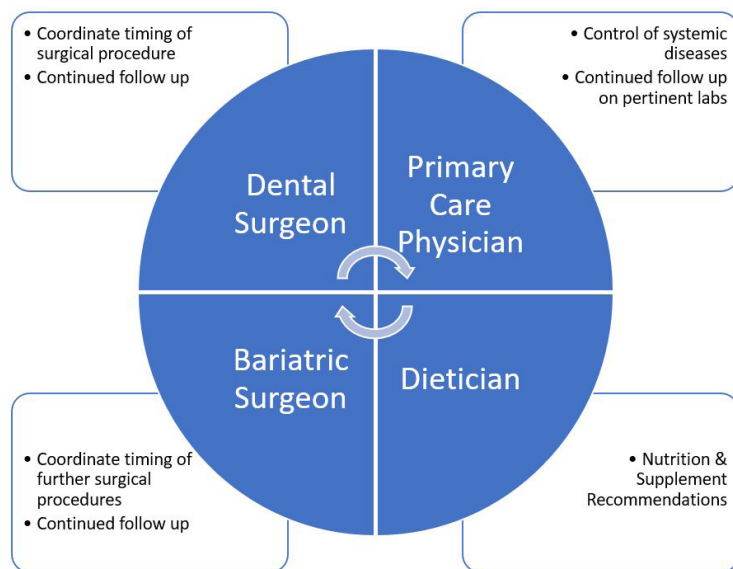 • Coordinate timing of
surgical procedure
• Continued follow up
• Control of systemic
diseases
• Continued follow up
on pertinent labs
Dental
Surgeon
Primary
Care
Physician
Bariatric
Surgeon
Dietician
• Coordinate timing of
further surgical
procedures
• Continued follow up
• Nutrition &
Supplement
Recommendations